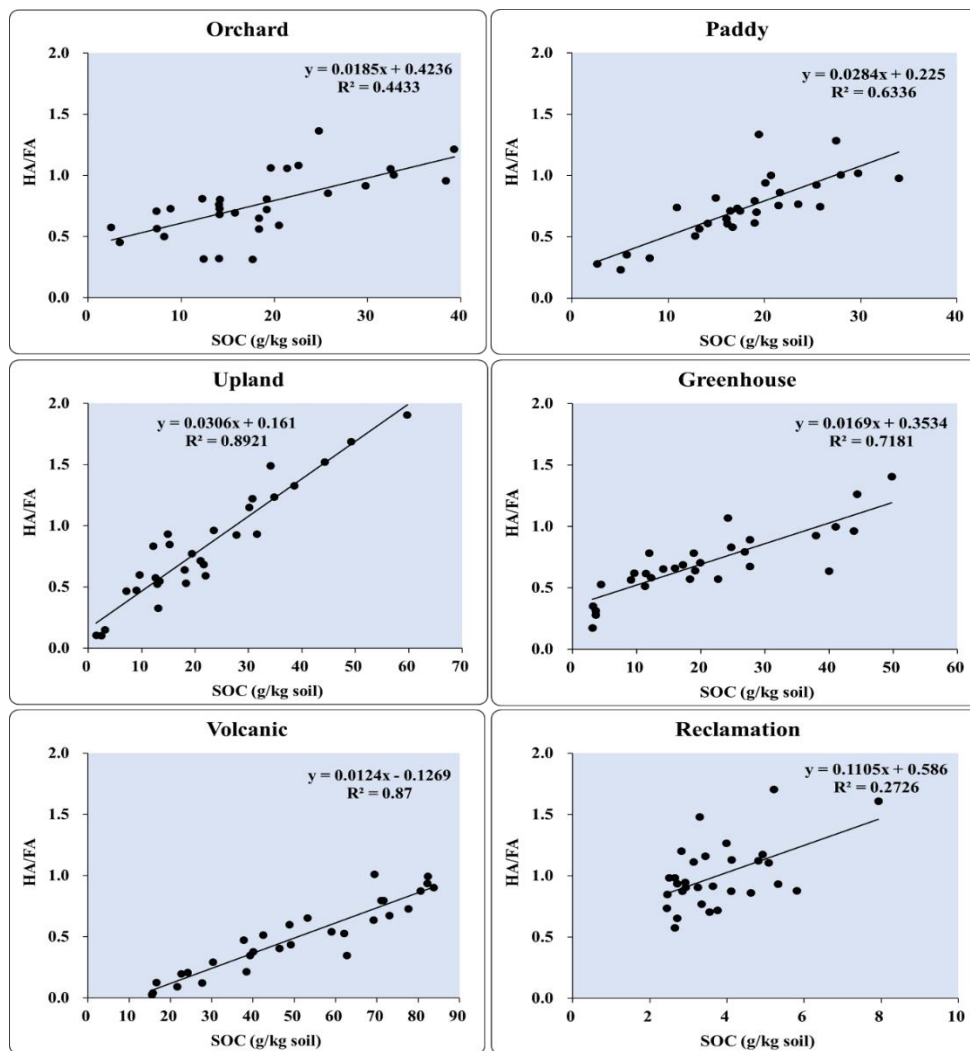 Orchard
y = 0.0185x + 0.4236
R² = 0.4433
2.0
1.5
1.0
0.5
0.0
HA/FA
0 10 20 30 40
SOC (g/kg soil)
Paddy
y = 0.0284x + 0.225
R² = 0.6336
2.0
1.5
1.0
0.5
0.0
HA/FA
0 10 20 30 40
SOC (g/kg soil)
Upland
y = 0.0306x + 0.161
R² = 0.8921
2.0
1.5
1.0
0.5
0.0
HA/FA
0 10 20 30 40 50 60 70
SOC (g/kg soil)
Greenhouse
y = 0.0169x + 0.3534
R² = 0.7181
2.0
1.5
1.0
0.5
0.0
HA/FA
0 10 20 30 40 50 60
SOC (g/kg soil)
Volcanic
y = 0.0124x - 0.1269
R² = 0.87
2.0
1.5
1.0
0.5
0.0
HA/FA
0 10 20 30 40 50 60 70 80 90
SOC (g/kg soil)
Reclamation
y = 0.1105x + 0.586
R² = 0.2726
2.0
1.5
1.0
0.5
0.0
HA/FA
0 2 4 6 8 10
SOC (g/kg soil)